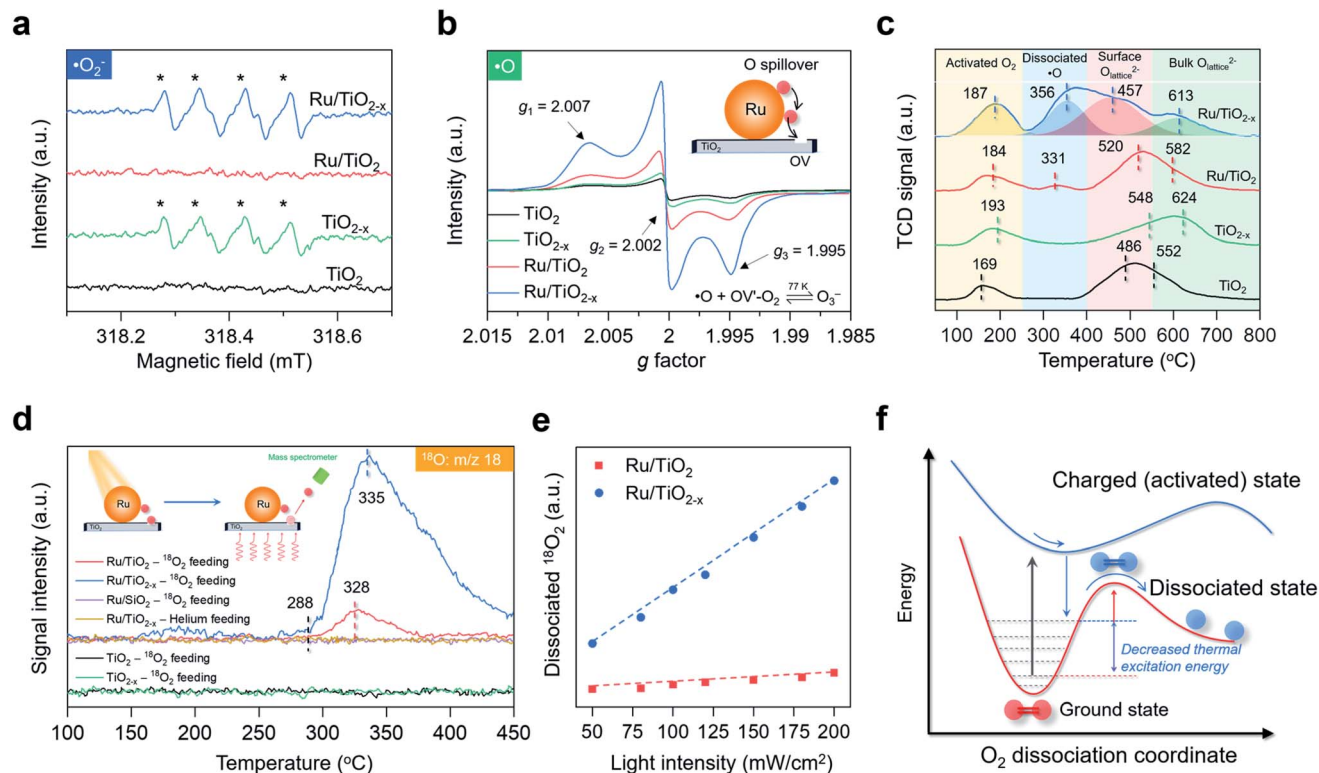 a
•O₂⁻
* * * *
Ru/TiO₂₋ₓ
Ru/TiO₂
* * * *
TiO₂₋ₓ
TiO₂
Intensity (a.u.)
318.2 318.4 318.6
Magnetic field (mT)
b
•O
O spillover
Ru
TiO₂
OV
g₁ = 2.007
g₂ = 2.002
g₃ = 1.995
TiO₂
TiO₂₋ₓ
Ru/TiO₂
Ru/TiO₂₋ₓ
•O + OV'-O₂ ⇌ O₃⁻
77 K
Intensity (a.u.)
2.015 2.01 2.005 2 1.995 1.99 1.985
g factor
c
Activated O₂
Dissociated
•O
Surface
Oₗₐₜₜᵢcₑ²⁻
Bulk Oₗₐₜₜᵢcₑ²⁻
187 356 457 613
Ru/TiO₂₋ₓ
184 331 520 582
Ru/TiO₂
193 548 624
TiO₂₋ₓ
169 486 552
TiO₂
TCD signal (a.u.)
100 200 300 400 500 600 700 800
Temperature (°C)
d
¹⁸O: m/z 18
Mass spectrometer
Ru
TiO₂
Ru
TiO₂
335
328
288
Ru/TiO₂ – ¹⁸O₂ feeding
Ru/TiO₂₋ₓ – ¹⁸O₂ feeding
Ru/SiO₂ – ¹⁸O₂ feeding
Ru/TiO₂₋ₓ – Helium feeding
TiO₂ – ¹⁸O₂ feeding
TiO₂₋ₓ – ¹⁸O₂ feeding
Signal intensity (a.u.)
100 150 200 250 300 350 400 450
Temperature (°C)
e
Ru/TiO₂
Ru/TiO₂₋ₓ
Dissociated ¹⁸O₂ (a.u.)
50 75 100 125 150 175 200
Light intensity (mW/cm²)
f
Charged (activated) state
Dissociated state
Decreased thermal
excitation energy
Ground state
Energy
O₂ dissociation coordinate